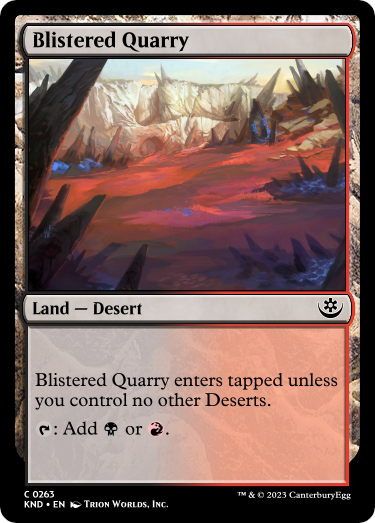 Blistered Quarry
Land — Desert
Blistered Quarry enters tapped unless
you control no other Deserts.
: Add or .
C 0263
KND • EN Trion Worlds, Inc.
™ & © 2023 CanterburyEgg